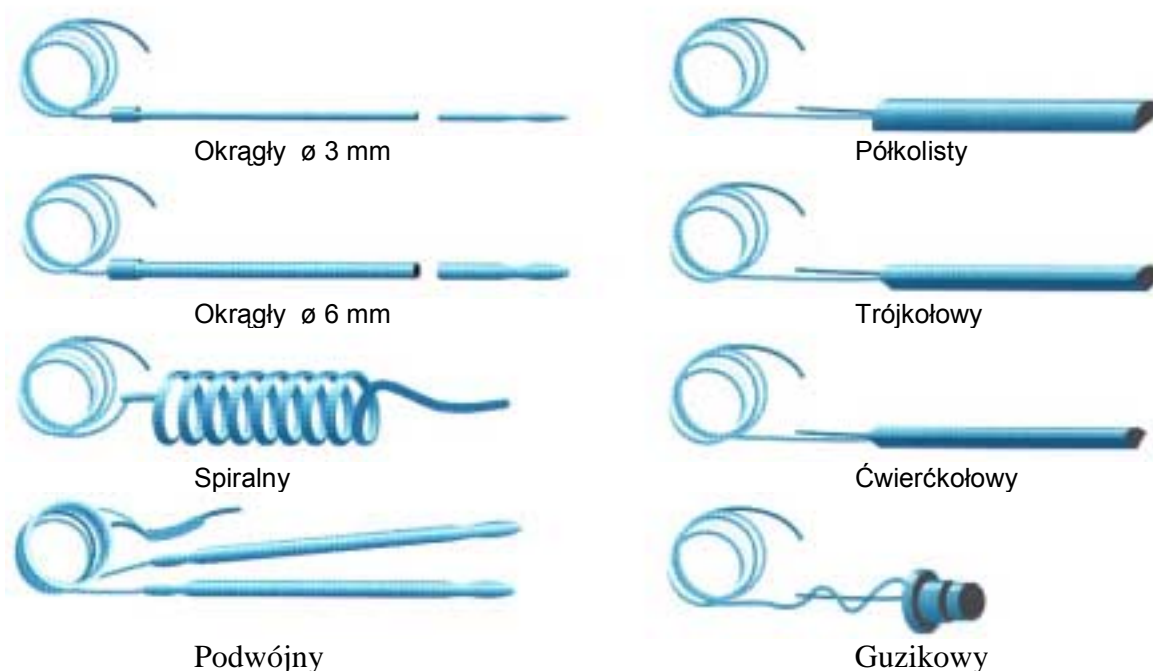 Okrągły ø 3 mm
Półkolisty
Okrągły ø 6 mm
Trójkołowy
Spiralny
Ćwierćkołowy
Podwójny
Guzikowy